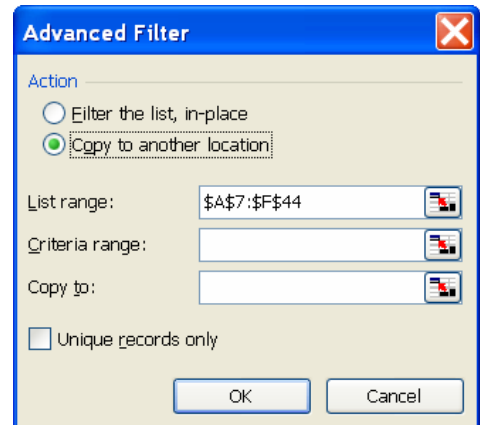 Advanced Filter
Action
Filter the list, in-place
Copy to another location
List range: $A$7:$F$44
Criteria range:
Copy to:
Unique records only
OK Cancel